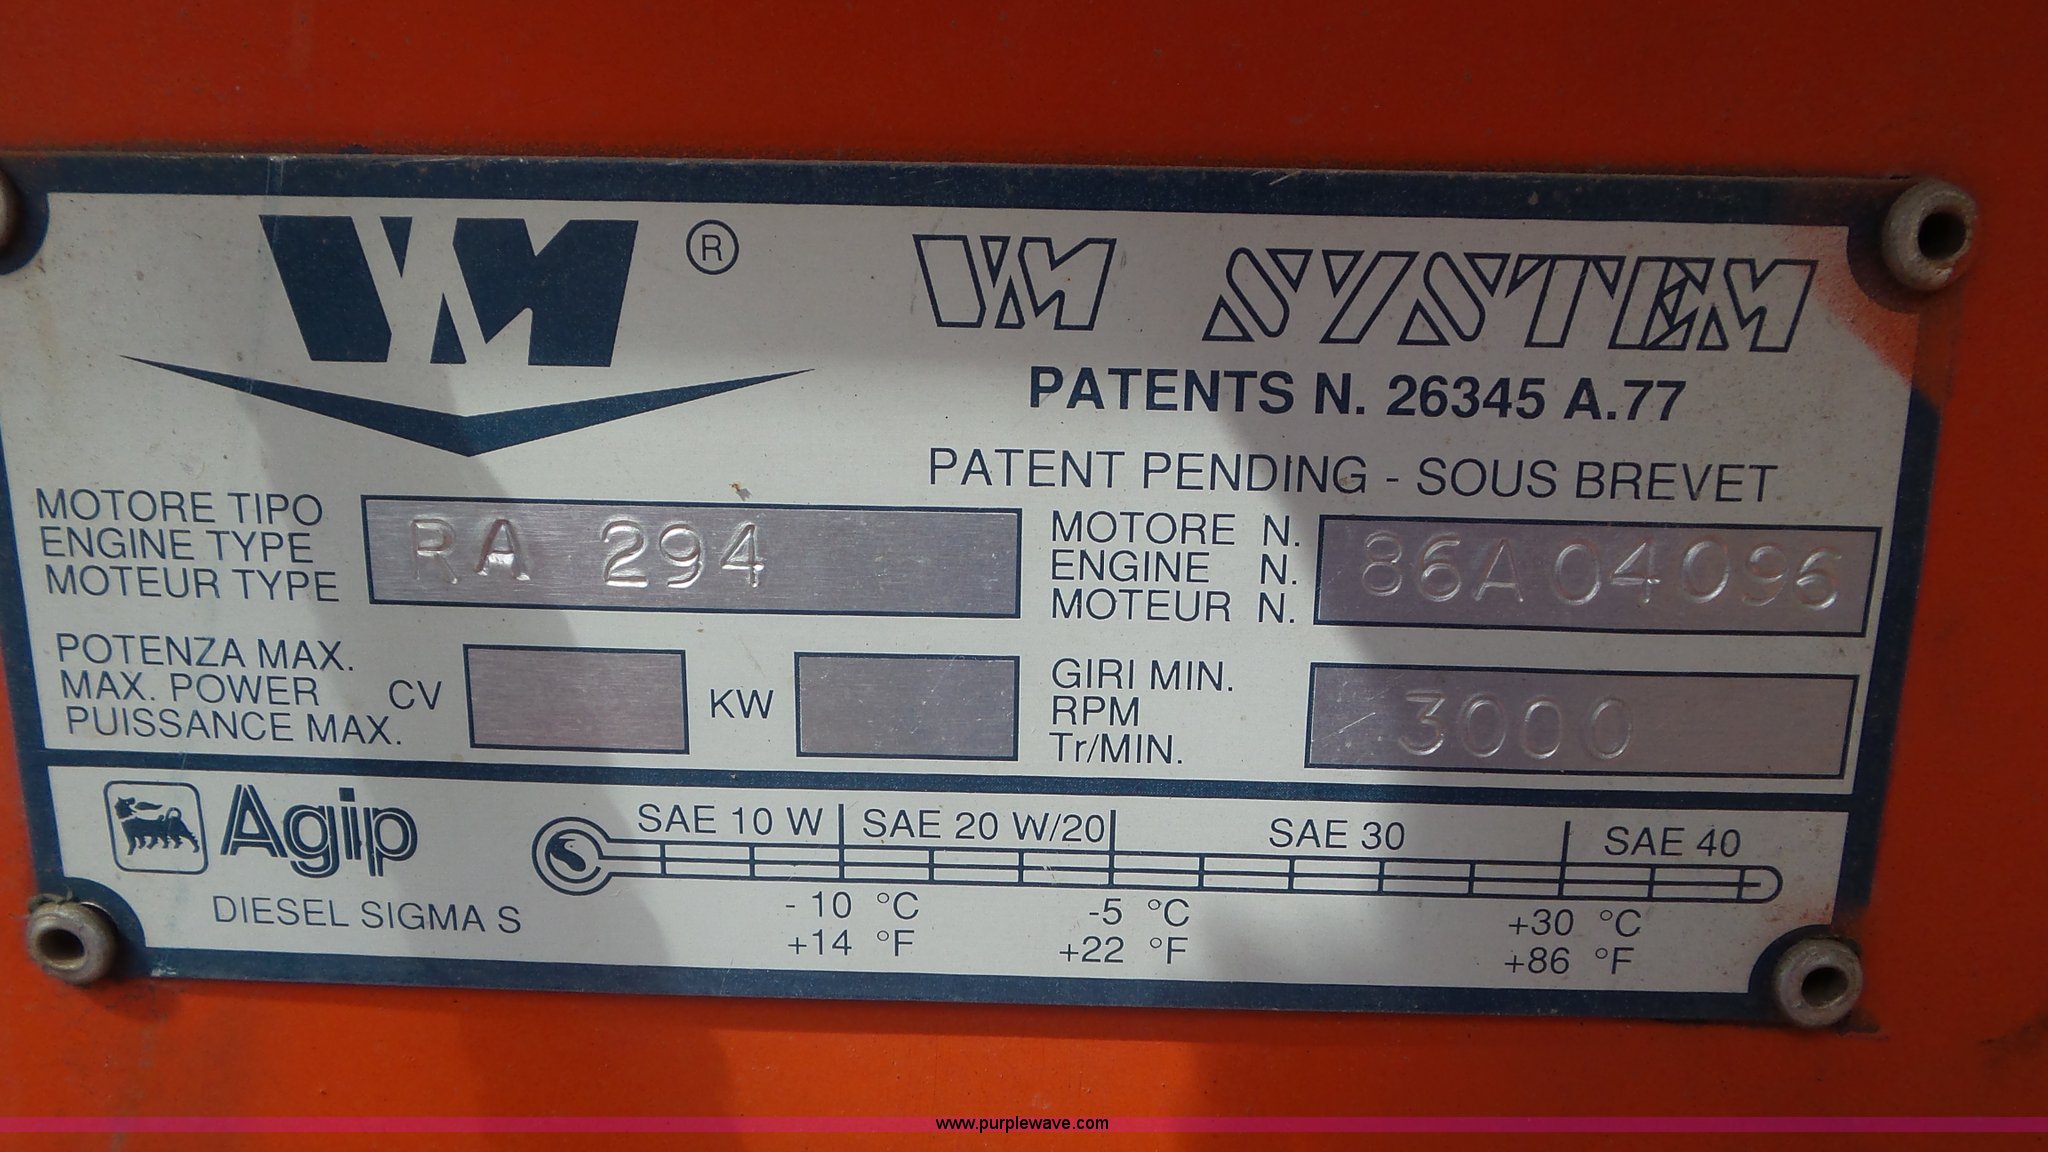 VM ® VM SYSTEM
PATENTS N. 26345 A.77
PATENT PENDING - SOUS BREVET
MOTORE TIPO
ENGINE TYPE
MOTEUR TYPE
RA 294
MOTORE N.
ENGINE N.
MOTEUR N.
86A04096
POTENZA MAX.
MAX. POWER
PUISSANCE MAX.
CV
KW
GIRI MIN.
RPM
Tr/MIN.
3000
Agip
DIESEL SIGMA S
SAE 10 W SAE 20 W/20 SAE 30 SAE 40
- 10 °C -5 °C +30 °C
+14 °F +22 °F +86 °F
www.purplewave.com